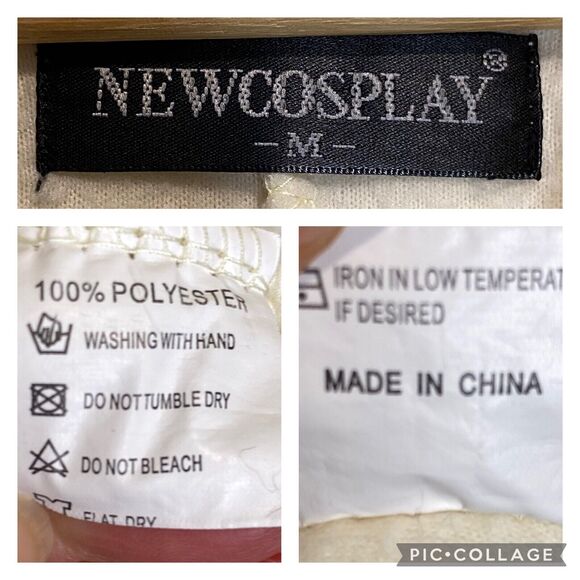 NEWCOSPLAY®
- M -
100% POLYESTER
WASHING WITH HAND
DO NOT TUMBLE DRY
DO NOT BLEACH
FLAT DRY
IRON IN LOW TEMPERAT
IF DESIRED
MADE IN CHINA
PIC•COLLAGE